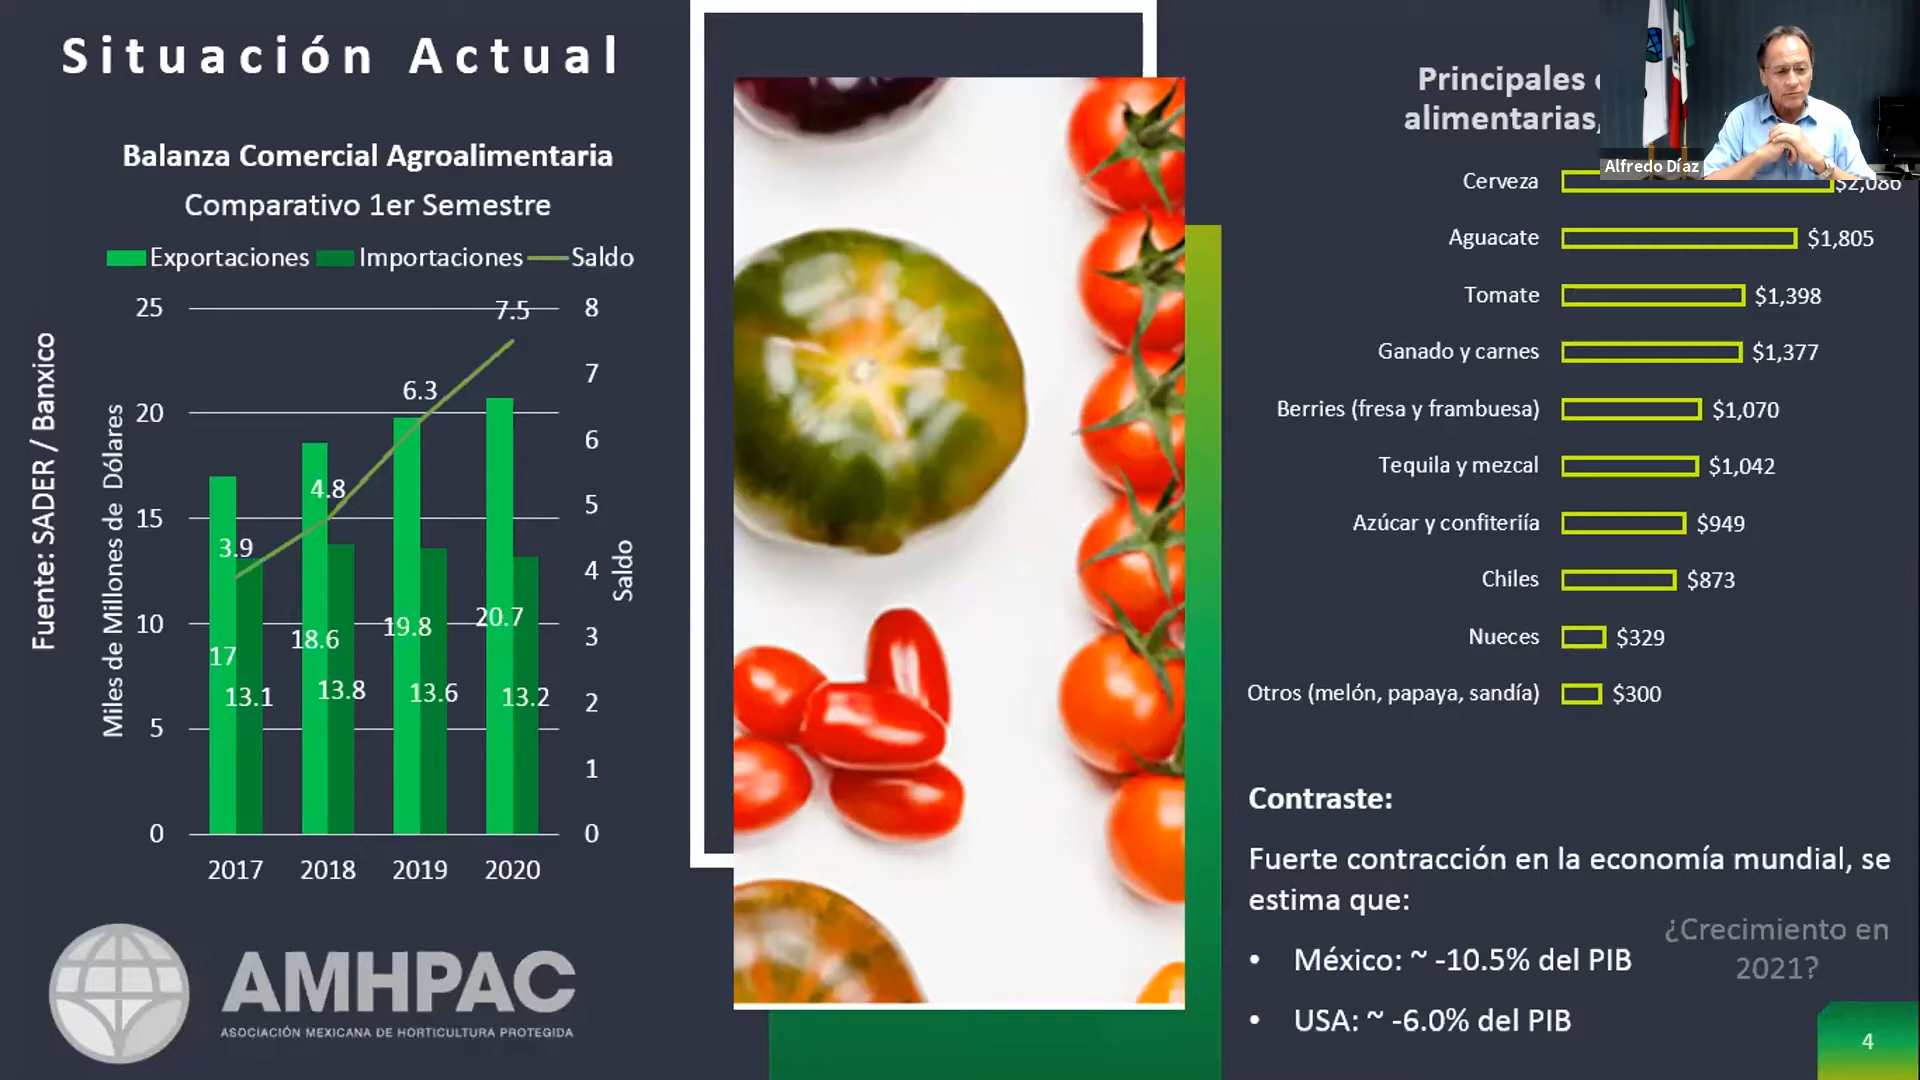 Situación Actual
Balanza Comercial Agroalimentaria
Comparativo 1er Semestre
Exportaciones Importaciones Saldo
Fuente: SADER / Banxico
Miles de Millones de Dólares
25
20
15
10
5
0
7.5
6.3
4.8
3.9
17
18.6
19.8
20.7
13.1
13.8
13.6
13.2
8
7
6
5
4
3
2
1
0
Saldo
2017 2018 2019 2020
AMHPAC
ASOCIACIÓN MEXICANA DE HORTICULTURA PROTEGIDA
Principales
alimentarias,
Alfredo Díaz
Cerveza $2,086
Aguacate $1,805
Tomate $1,398
Ganado y carnes $1,377
Berries (fresa y frambuesa) $1,070
Tequila y mezcal $1,042
Azúcar y confiteriía $949
Chiles $873
Nueces $329
Otros (melón, papaya, sandía) $300
Contraste:
Fuerte contracción en la economía mundial, se
estima que:
• México: ~ -10.5% del PIB
• USA: ~ -6.0% del PIB
¿Crecimiento en
2021?
4